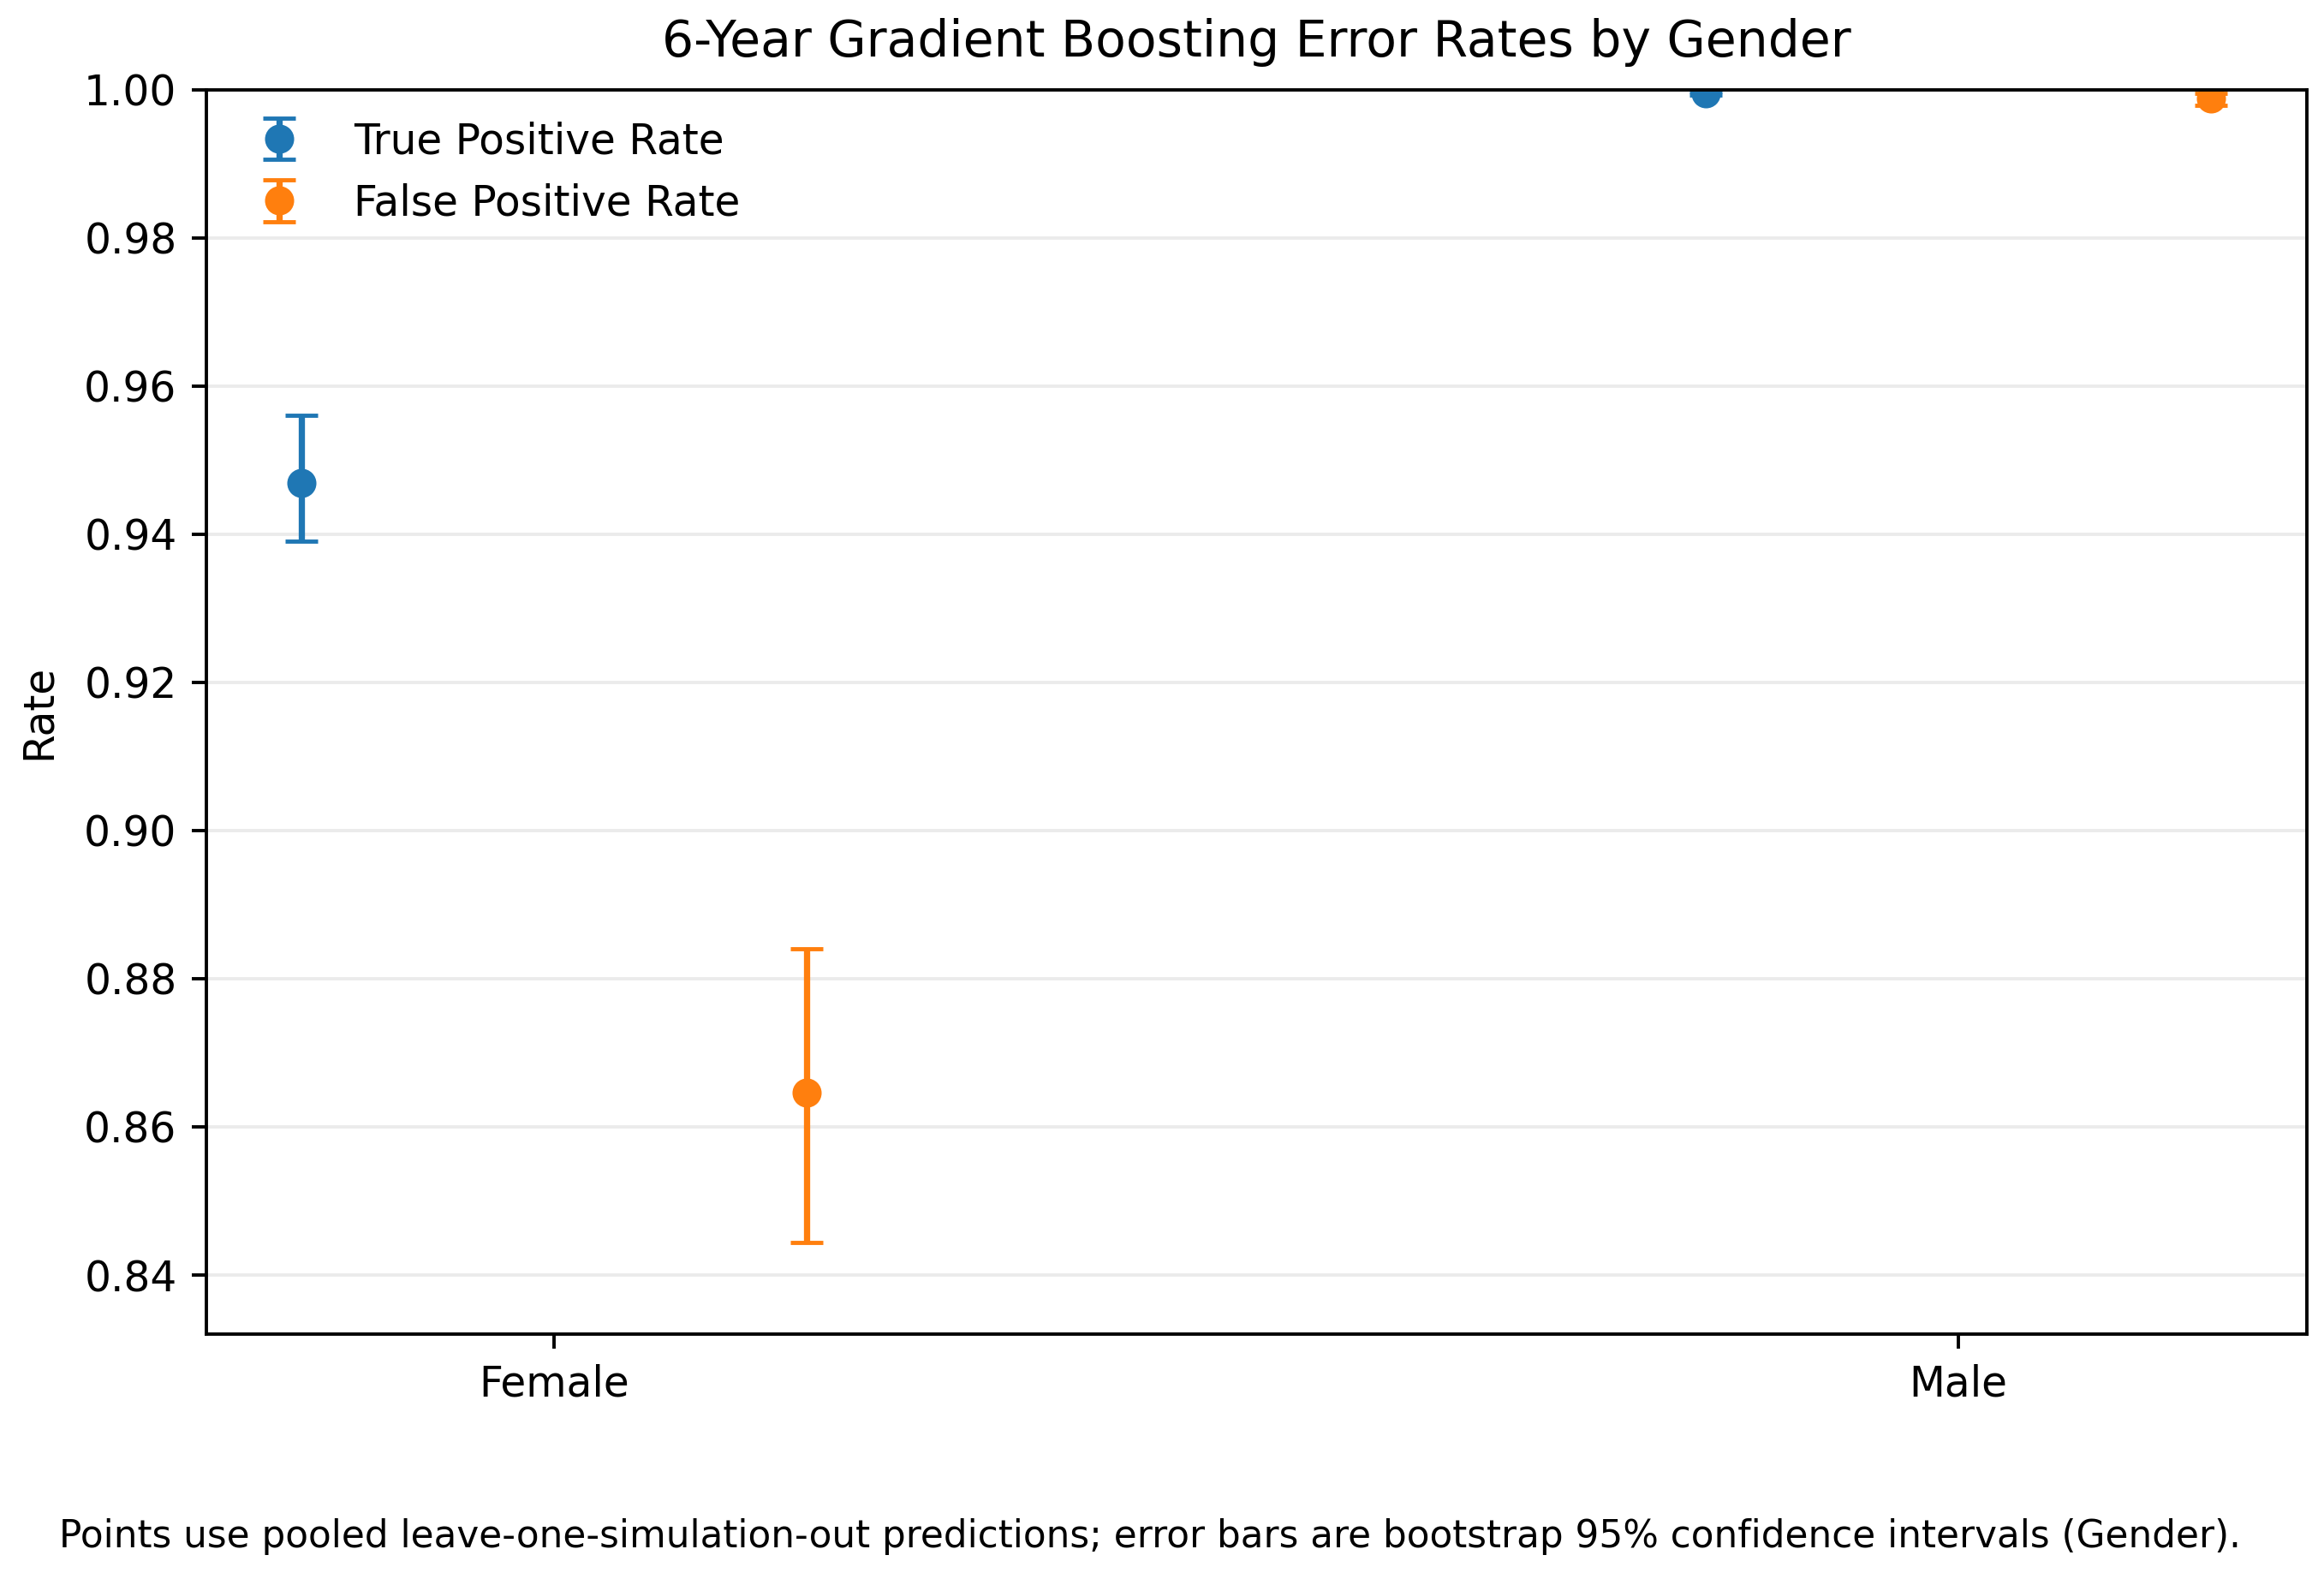 6-Year Gradient Boosting Error Rates by Gender
1.00
True Positive Rate
False Positive Rate
0.98
0.96
0.94
0.92
Rate
0.90
0.88
0.86
0.84
Female
Male
Points use pooled leave-one-simulation-out predictions; error bars are bootstrap 95% confidence intervals (Gender).